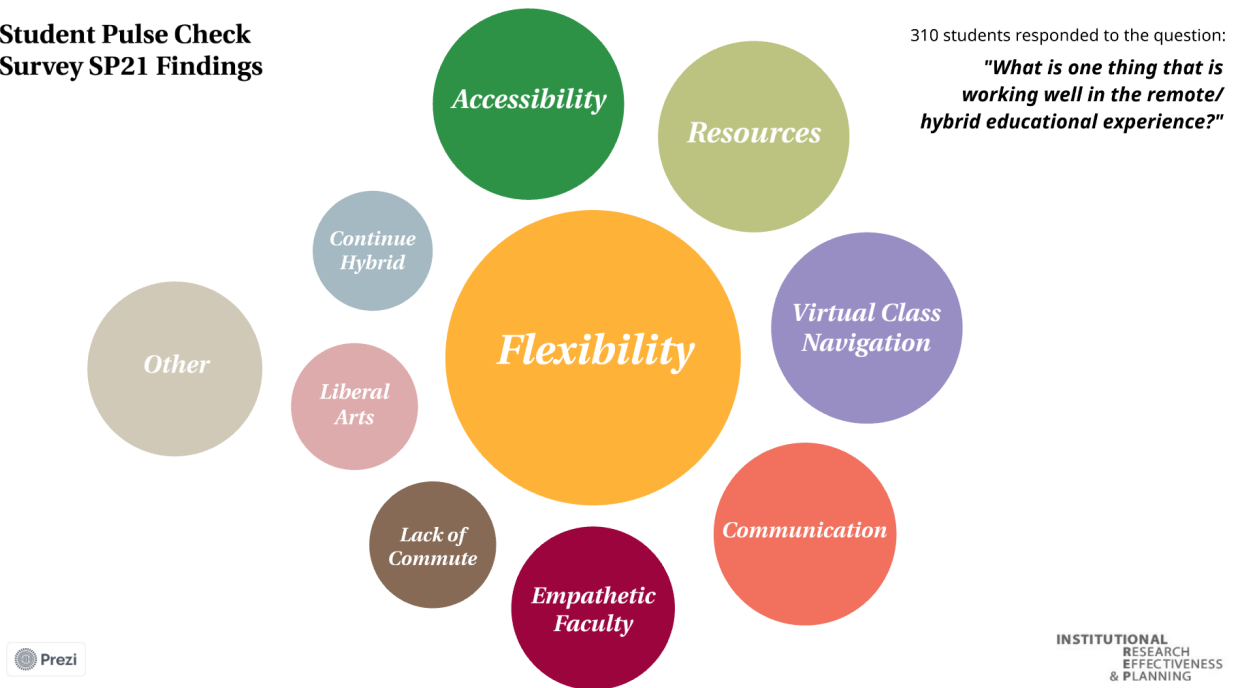 Student Pulse Check
Survey SP21 Findings
310 students responded to the question:
"What is one thing that is
working well in the remote/
hybrid educational experience?"
Accessibility
Resources
Continue
Hybrid
Flexibility
Virtual Class
Navigation
Other
Liberal
Arts
Communication
Lack of
Commute
Empathetic
Faculty
Prezi
INSTITUTIONAL
RESEARCH
EFFECTIVENESS
& PLANNING